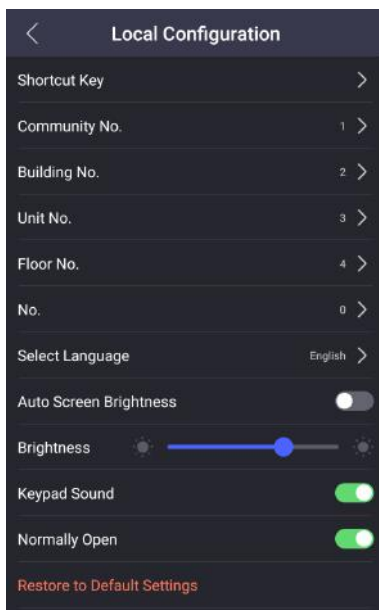 Local Configuration
Shortcut Key
Community No. 1
Building No. 2
Unit No. 3
Floor No. 4
No. 0
Select Language English
Auto Screen Brightness
Brightness
Keypad Sound
Normally Open
Restore to Default Settings